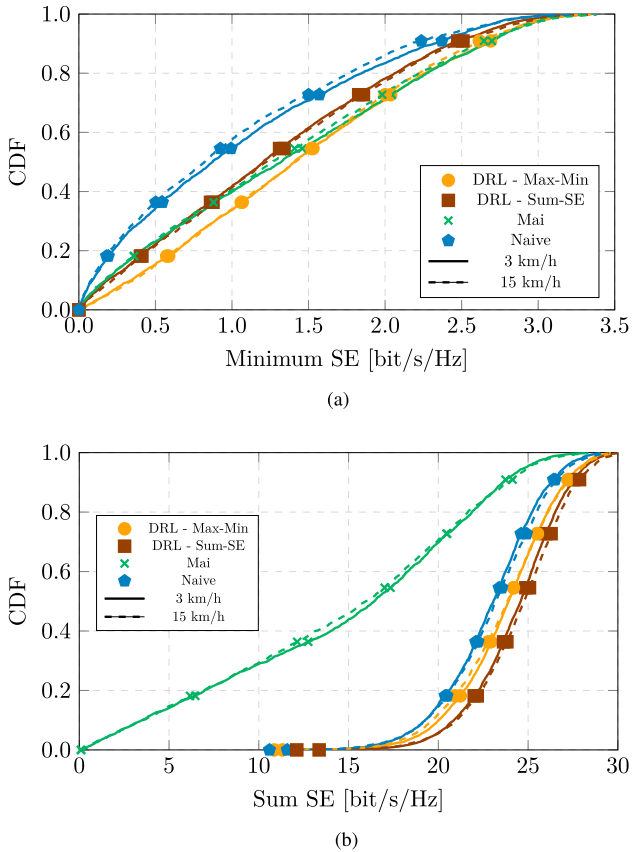 1.0
0.8
0.6
0.4
0.2
0.0
CDF
DRL - Max-Min
DRL - Sum-SE
Mai
Naive
3 km/h
15 km/h
0.0 0.5 1.0 1.5 2.0 2.5 3.0 3.5
Minimum SE [bit/s/Hz]
(a)
1.0
0.8
0.6
0.4
0.2
0.0
CDF
DRL - Max-Min
DRL - Sum-SE
Mai
Naive
3 km/h
15 km/h
0 5 10 15 20 25 30
Sum SE [bit/s/Hz]
(b)